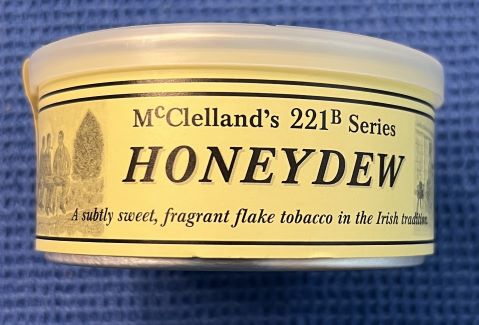 McClelland's 221B Series
HONEYDEW
A subtly sweet, fragrant flake tobacco in the Irish tradition.